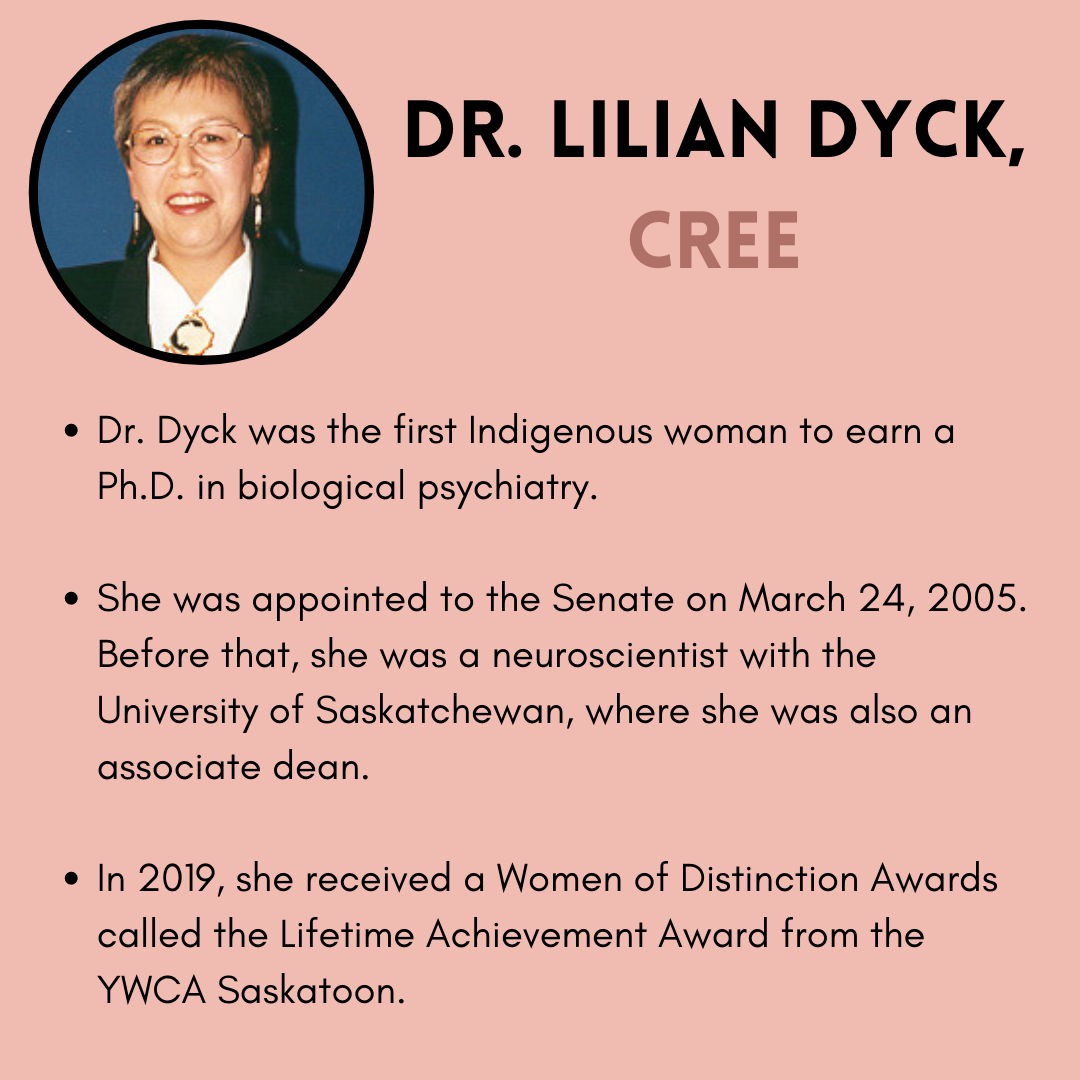 DR. LILIAN DYCK,
CREE
• Dr. Dyck was the first Indigenous woman to earn a
Ph.D. in biological psychiatry.
• She was appointed to the Senate on March 24, 2005.
Before that, she was a neuroscientist with the
University of Saskatchewan, where she was also an
associate dean.
• In 2019, she received a Women of Distinction Awards
called the Lifetime Achievement Award from the
YWCA Saskatoon.